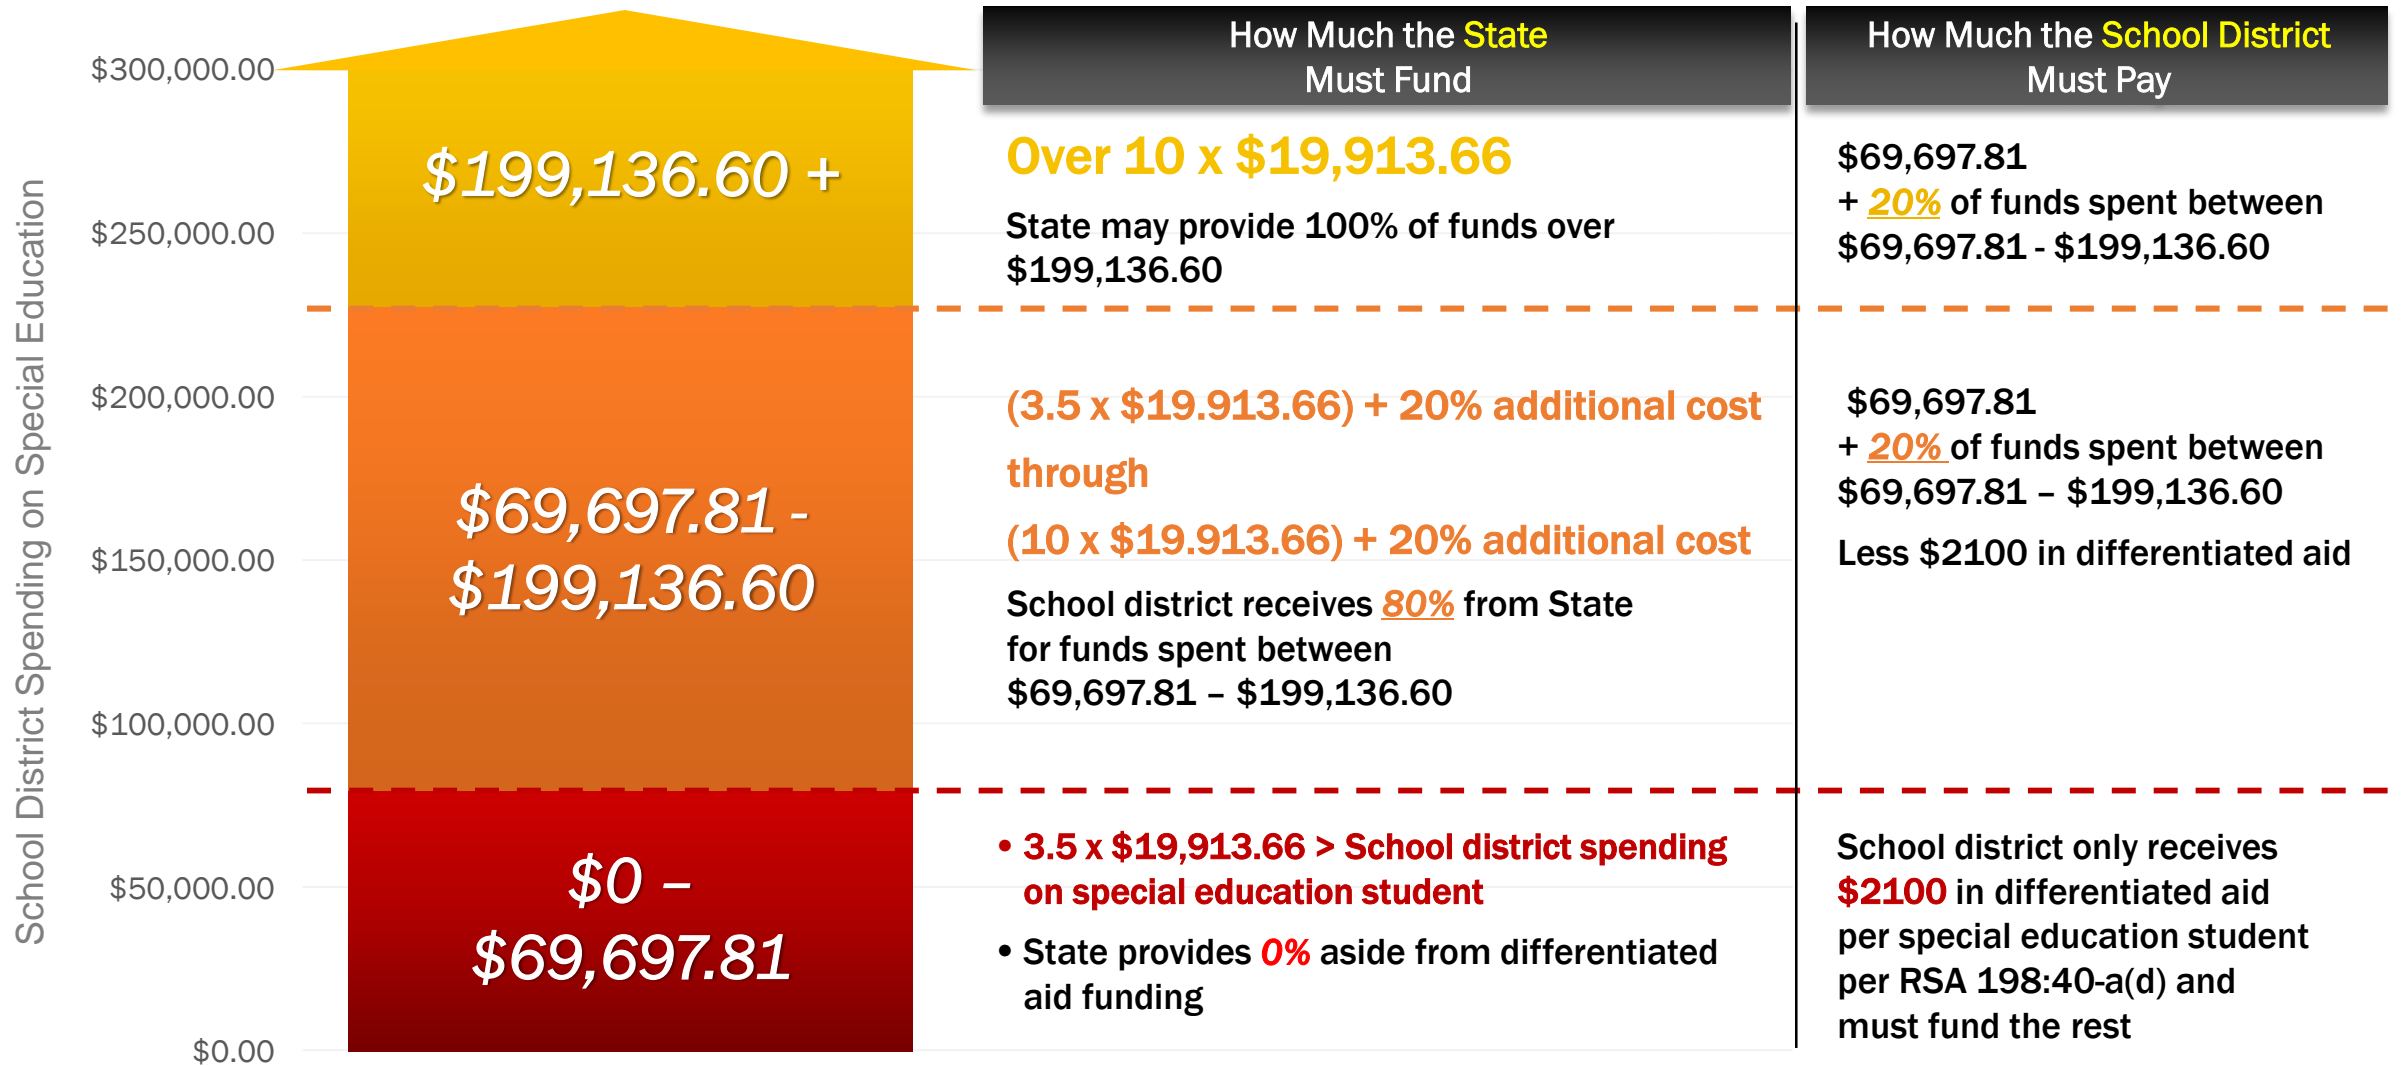 School District Spending on Special Education
$300,000.00
$250,000.00
$200,000.00
$150,000.00
$100,000.00
$50,000.00
$0.00
$199,136.60 +
$69,697.81 -
$199,136.60
$0 –
$69,697.81
How Much the State
Must Fund
Over 10 x $19,913.66
State may provide 100% of funds over
$199,136.60
(3.5 x $19.913.66) + 20% additional cost
through
(10 x $19.913.66) + 20% additional cost
School district receives 80% from State
for funds spent between
$69,697.81 – $199,136.60
• 3.5 x $19,913.66 > School district spending
on special education student
• State provides 0% aside from differentiated
aid funding
How Much the School District
Must Pay
$69,697.81
+ 20% of funds spent between
$69,697.81 - $199,136.60
$69,697.81
+ 20% of funds spent between
$69,697.81 – $199,136.60
Less $2100 in differentiated aid
School district only receives
$2100 in differentiated aid
per special education student
per RSA 198:40-a(d) and
must fund the rest